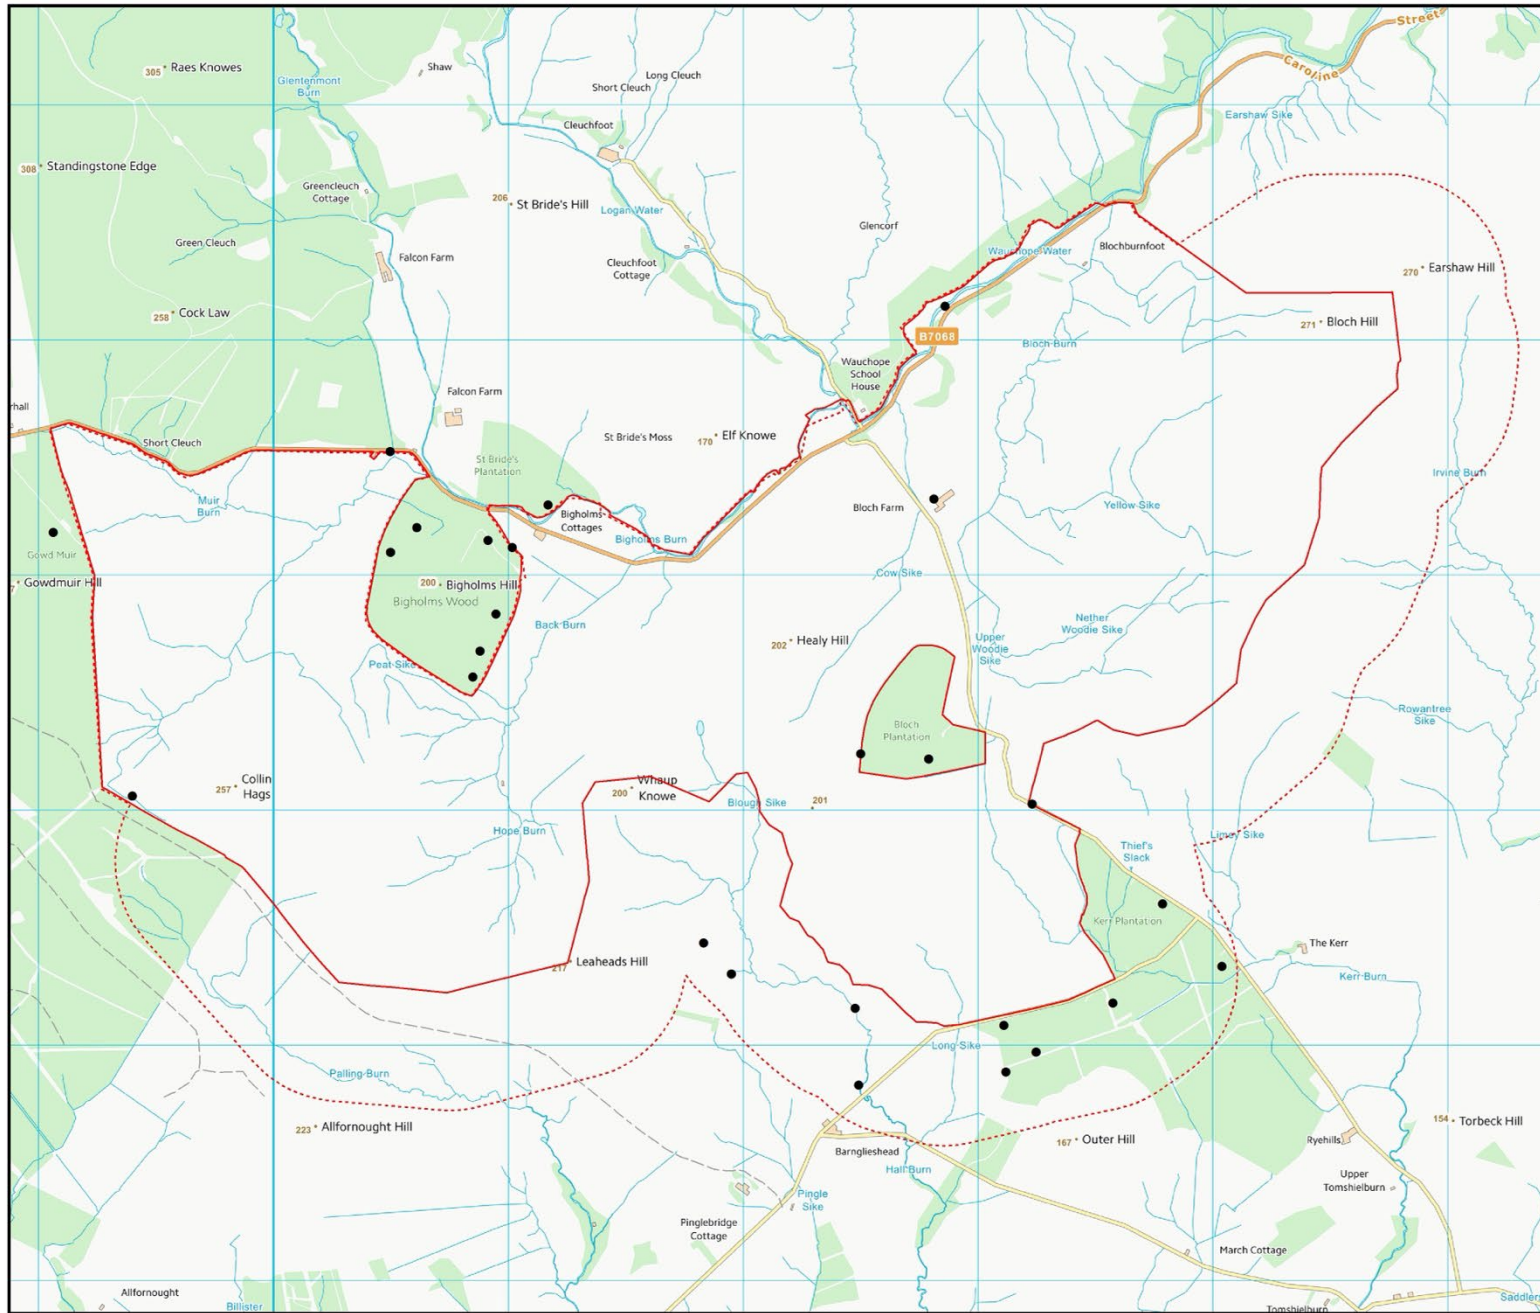 Street
305 Raes Knowes
Shaw
Long Cleuch
Short Cleuch
Glentenmont
Burn
Caroline
Cleuchfoot
Earshaw Sike
308 Standingstone Edge
Greencleuch
Cottage
206 St Bride's Hill
Logan Water
Glencorf
Green Cleuch
Falcon Farm
Cleuchfoot
Cottage
Wauchope Water
Blochburnfoot
270 Earshaw Hill
258 Cock Law
271 Bloch Hill
B7068
Bloch Burn
Wauchope
School
House
Falcon Farm
rhall
Short Cleuch
St Bride's Moss
170 Elf Knowe
St Bride's
Plantation
Irvine Burn
Muir
Burn
Bloch Farm
Yellow Sike
Bigholms
Cottages
Bigholms Burn
Gowd Muir
Cow Sike
7 Gowdmuir Hill
200 Bigholms Hill
Bigholms Wood
Back Burn
Nether
Woodie Sike
202 Healy Hill
Upper
Woodie
Sike
Peat Sike
Rowantree
Sike
Bloch
Plantation
257 Collin
Hags
200 Whaup
Knowe
Blough Sike
201
Hope Burn
Limey Sike
Thief's
Slack
Kerr Plantation
The Kerr
217 Leaheads Hill
Kerr Burn
Long Sike
Palling Burn
223 Allfornought Hill
154 Torbeck Hill
167 Outer Hill
Ryehills
Barnglieshead
Hall Burn
Upper
Tomshielburn
Pingle
Sike
Pinglebridge
Cottage
March Cottage
Allfornought
Billister
Tomshielburn
Saddler